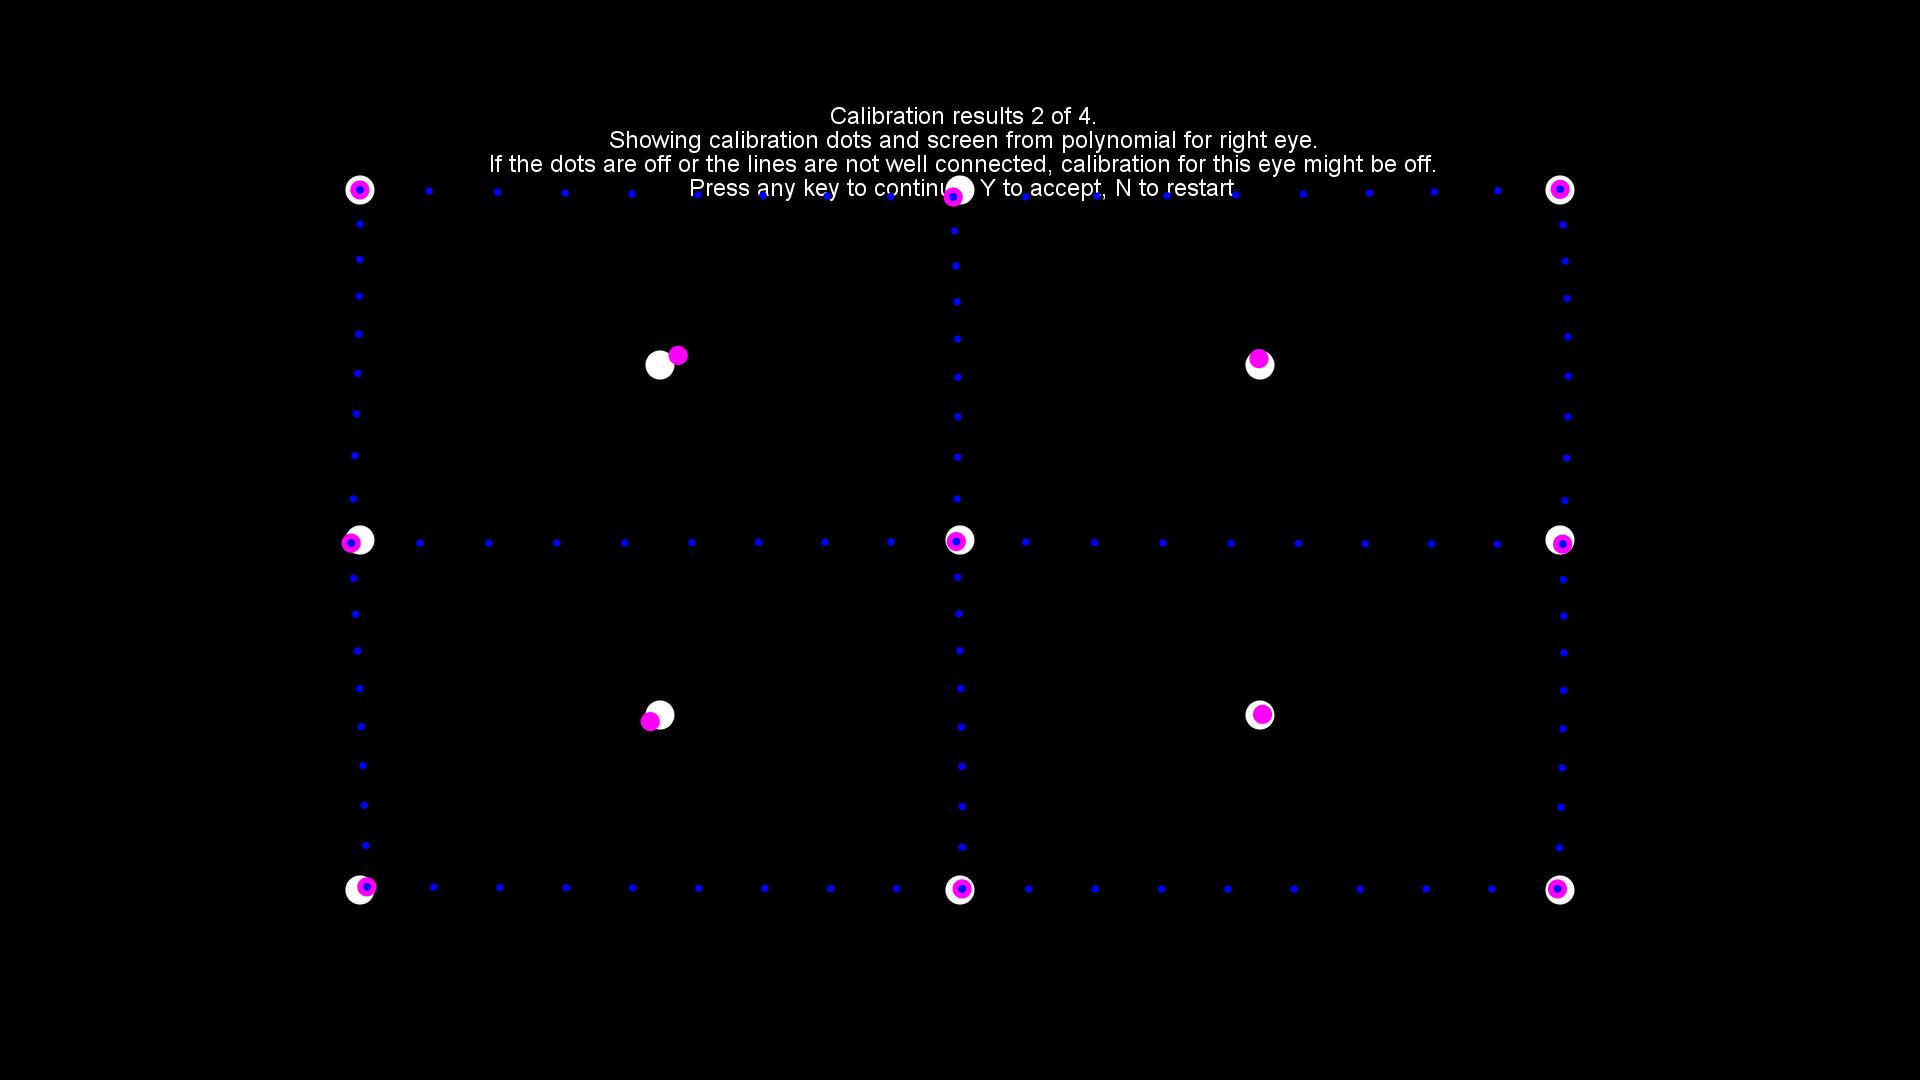 Calibration results 2 of 4.
Showing calibration dots and screen from polynomial for right eye.
If the dots are off or the lines are not well connected, calibration for this eye might be off.
Press any key to continu Y to accept, N to restart